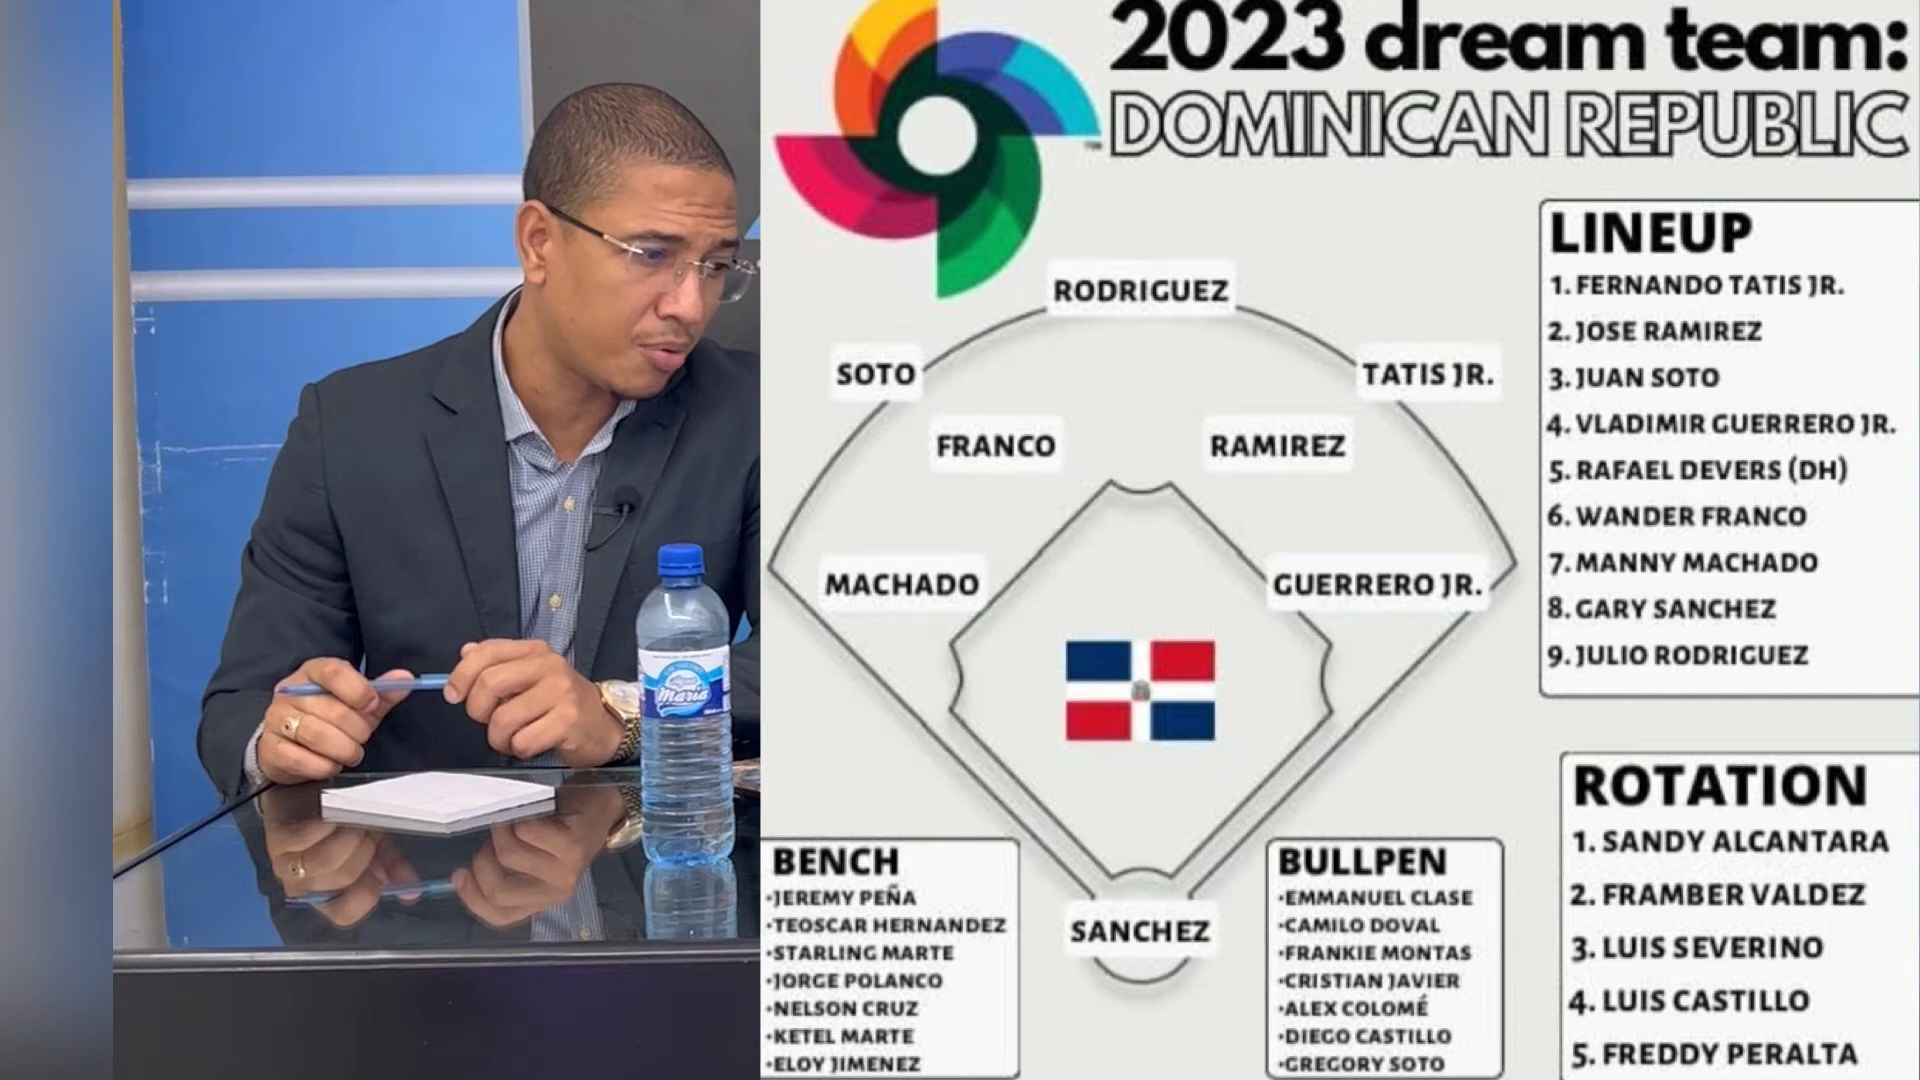 2023 dream team:
DOMINICAN REPUBLIC
TM
RODRIGUEZ
SOTO
TATIS JR.
FRANCO
RAMIREZ
MACHADO
GUERRERO JR.
SANCHEZ
LINEUP
1. FERNANDO TATIS JR.
2. JOSE RAMIREZ
3. JUAN SOTO
4. VLADIMIR GUERRERO JR.
5. RAFAEL DEVERS (DH)
6. WANDER FRANCO
7. MANNY MACHADO
8. GARY SANCHEZ
9. JULIO RODRIGUEZ
ROTATION
1. SANDY ALCANTARA
2. FRAMBER VALDEZ
3. LUIS SEVERINO
4. LUIS CASTILLO
5. FREDDY PERALTA
BENCH
•JEREMY PEÑA
•TEOSCAR HERNANDEZ
•STARLING MARTE
•JORGE POLANCO
•NELSON CRUZ
•KETEL MARTE
•ELOY JIMENEZ
BULLPEN
•EMMANUEL CLASE
•CAMILO DOVAL
•FRANKIE MONTAS
•CRISTIAN JAVIER
•ALEX COLOMÉ
•DIEGO CASTILLO
•GREGORY SOTO
Agua
María